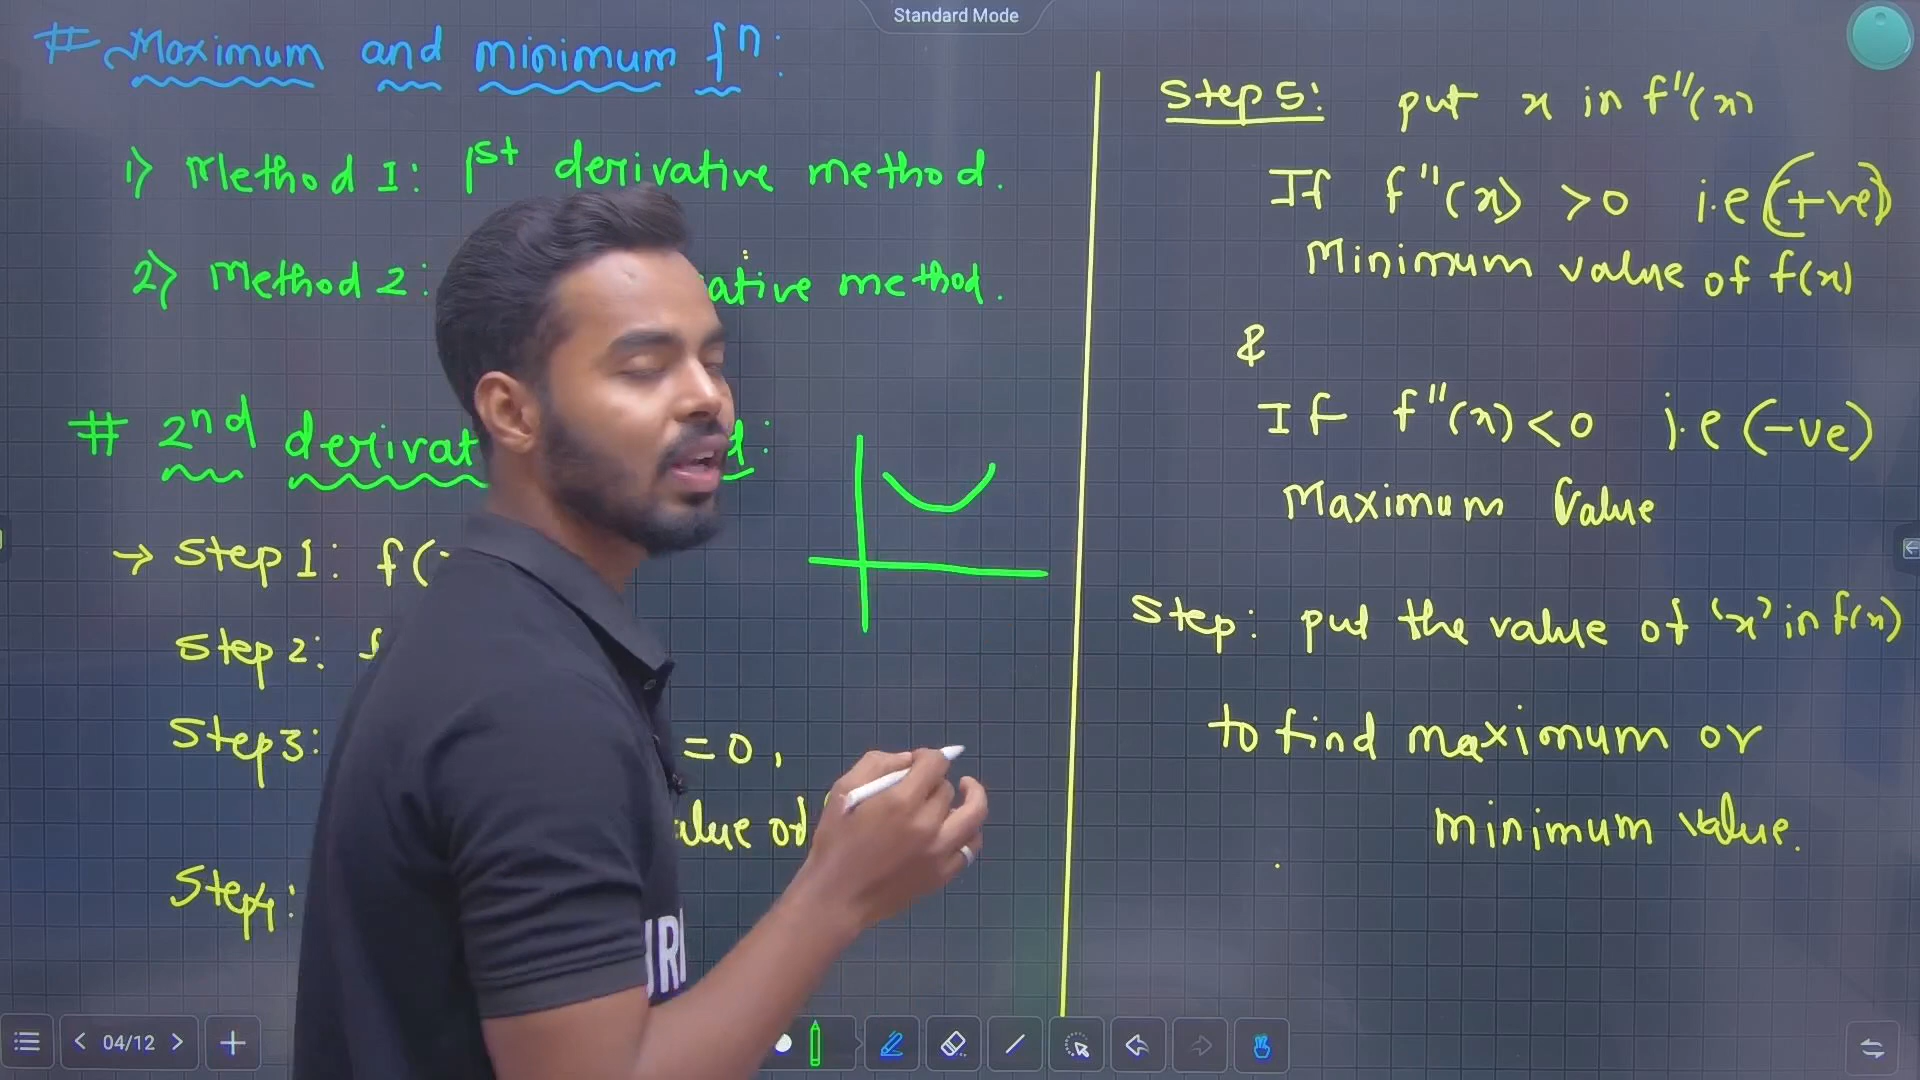 Standard Mode
# Maximum and minimum fⁿ:
1) Method 1: 1st derivative method.
2) Method 2: ative method.
# 2nd derivat d:
→ Step 1: f(
Step 2: f
Step 3: = 0,
alue of
Step 4:
Step 5: put x in f''(x)
If f''(x) > 0 i.e (+ve)
Minimum value of f(x)
&
If f''(x) < 0 i.e (-ve)
Maximum Value
Step: put the value of 'x' in f(x)
to find maximum or
minimum value.
04/12